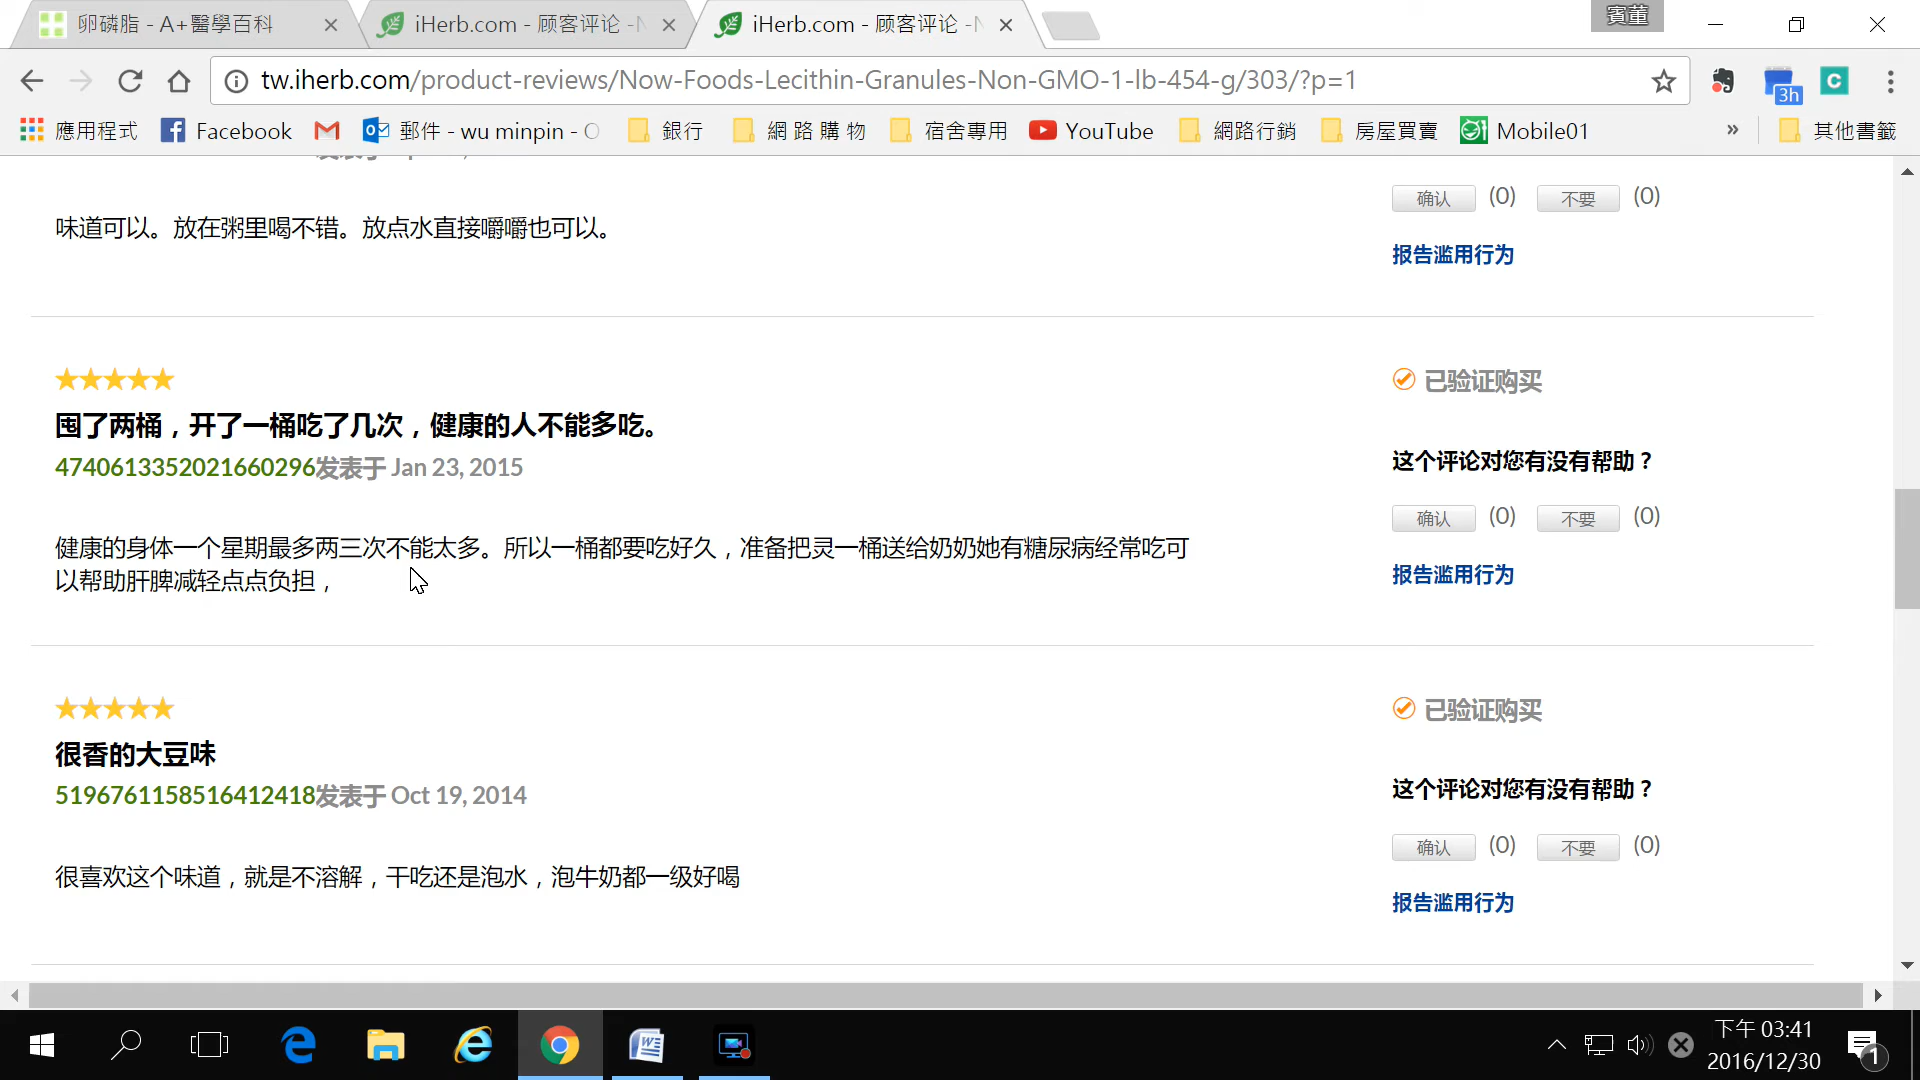 卵磷脂 - A+醫學百科
iHerb.com - 顾客评论 -
iHerb.com - 顾客评论 -
賓董
tw.iherb.com/product-reviews/Now-Foods-Lecithin-Granules-Non-GMO-1-lb-454-g/303/?p=1
3h
C
應用程式
Facebook
郵件 - wu minpin -
銀行
網 路 購 物
宿舍專用
YouTube
網路行銷
房屋買賣
Mobile01
»
其他書籤
味道可以。放在粥里喝不错。放点水直接嚼嚼也可以。
确认 (0) 不要 (0)
报告滥用行为
囤了两桶，开了一桶吃了几次，健康的人不能多吃。
4740613352021660296发表于 Jan 23, 2015
健康的身体一个星期最多两三次不能太多。所以一桶都要吃好久，准备把灵一桶送给奶奶她有糖尿病经常吃可
以帮助肝脾减轻点点负担，
已验证购买
这个评论对您有没有帮助？
确认 (0) 不要 (0)
报告滥用行为
很香的大豆味
5196761158516412418发表于 Oct 19, 2014
很喜欢这个味道，就是不溶解，干吃还是泡水，泡牛奶都一级好喝
已验证购买
这个评论对您有没有帮助？
确认 (0) 不要 (0)
报告滥用行为
下午 03:41
2016/12/30
1